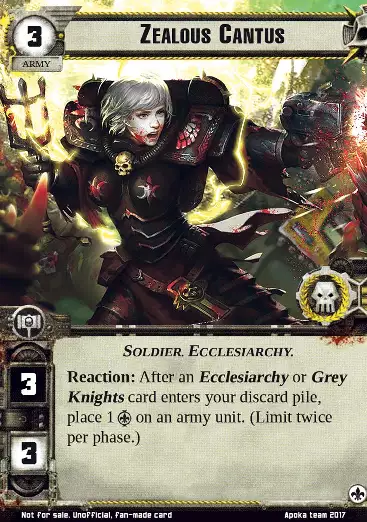 3
ZEALOUS CANTUS
ARMY
SOLDIER. ECCLESIARCHY.
3
Reaction: After an Ecclesiarchy or Grey
Knights card enters your discard pile,
place 1 on an army unit. (Limit twice
per phase.)
3
Not for sale. Unofficial, fan-made card
Apoka team 2017